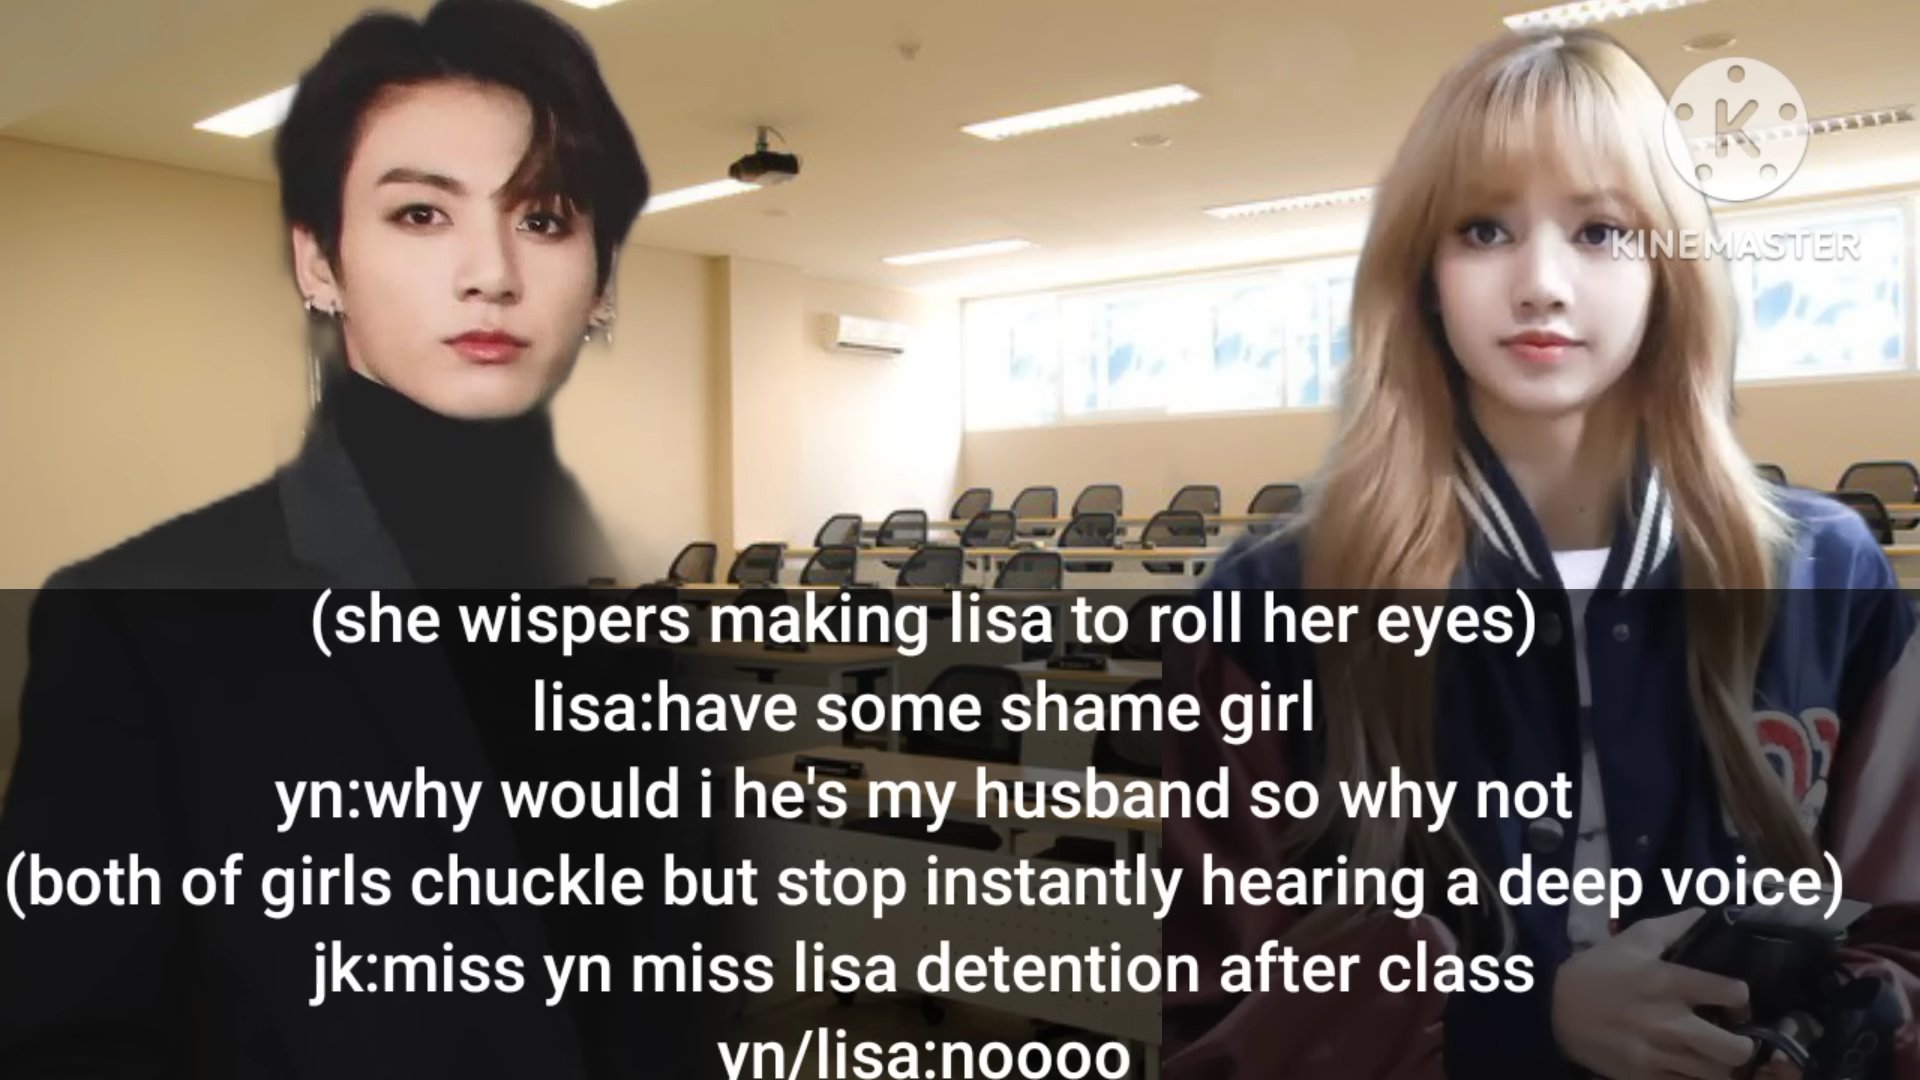 KINEMASTER
(she wispers making lisa to roll her eyes)
lisa:have some shame girl
yn:why would i he's my husband so why not
(both of girls chuckle but stop instantly hearing a deep voice)
jk:miss yn miss lisa detention after class
yn/lisa:noooo